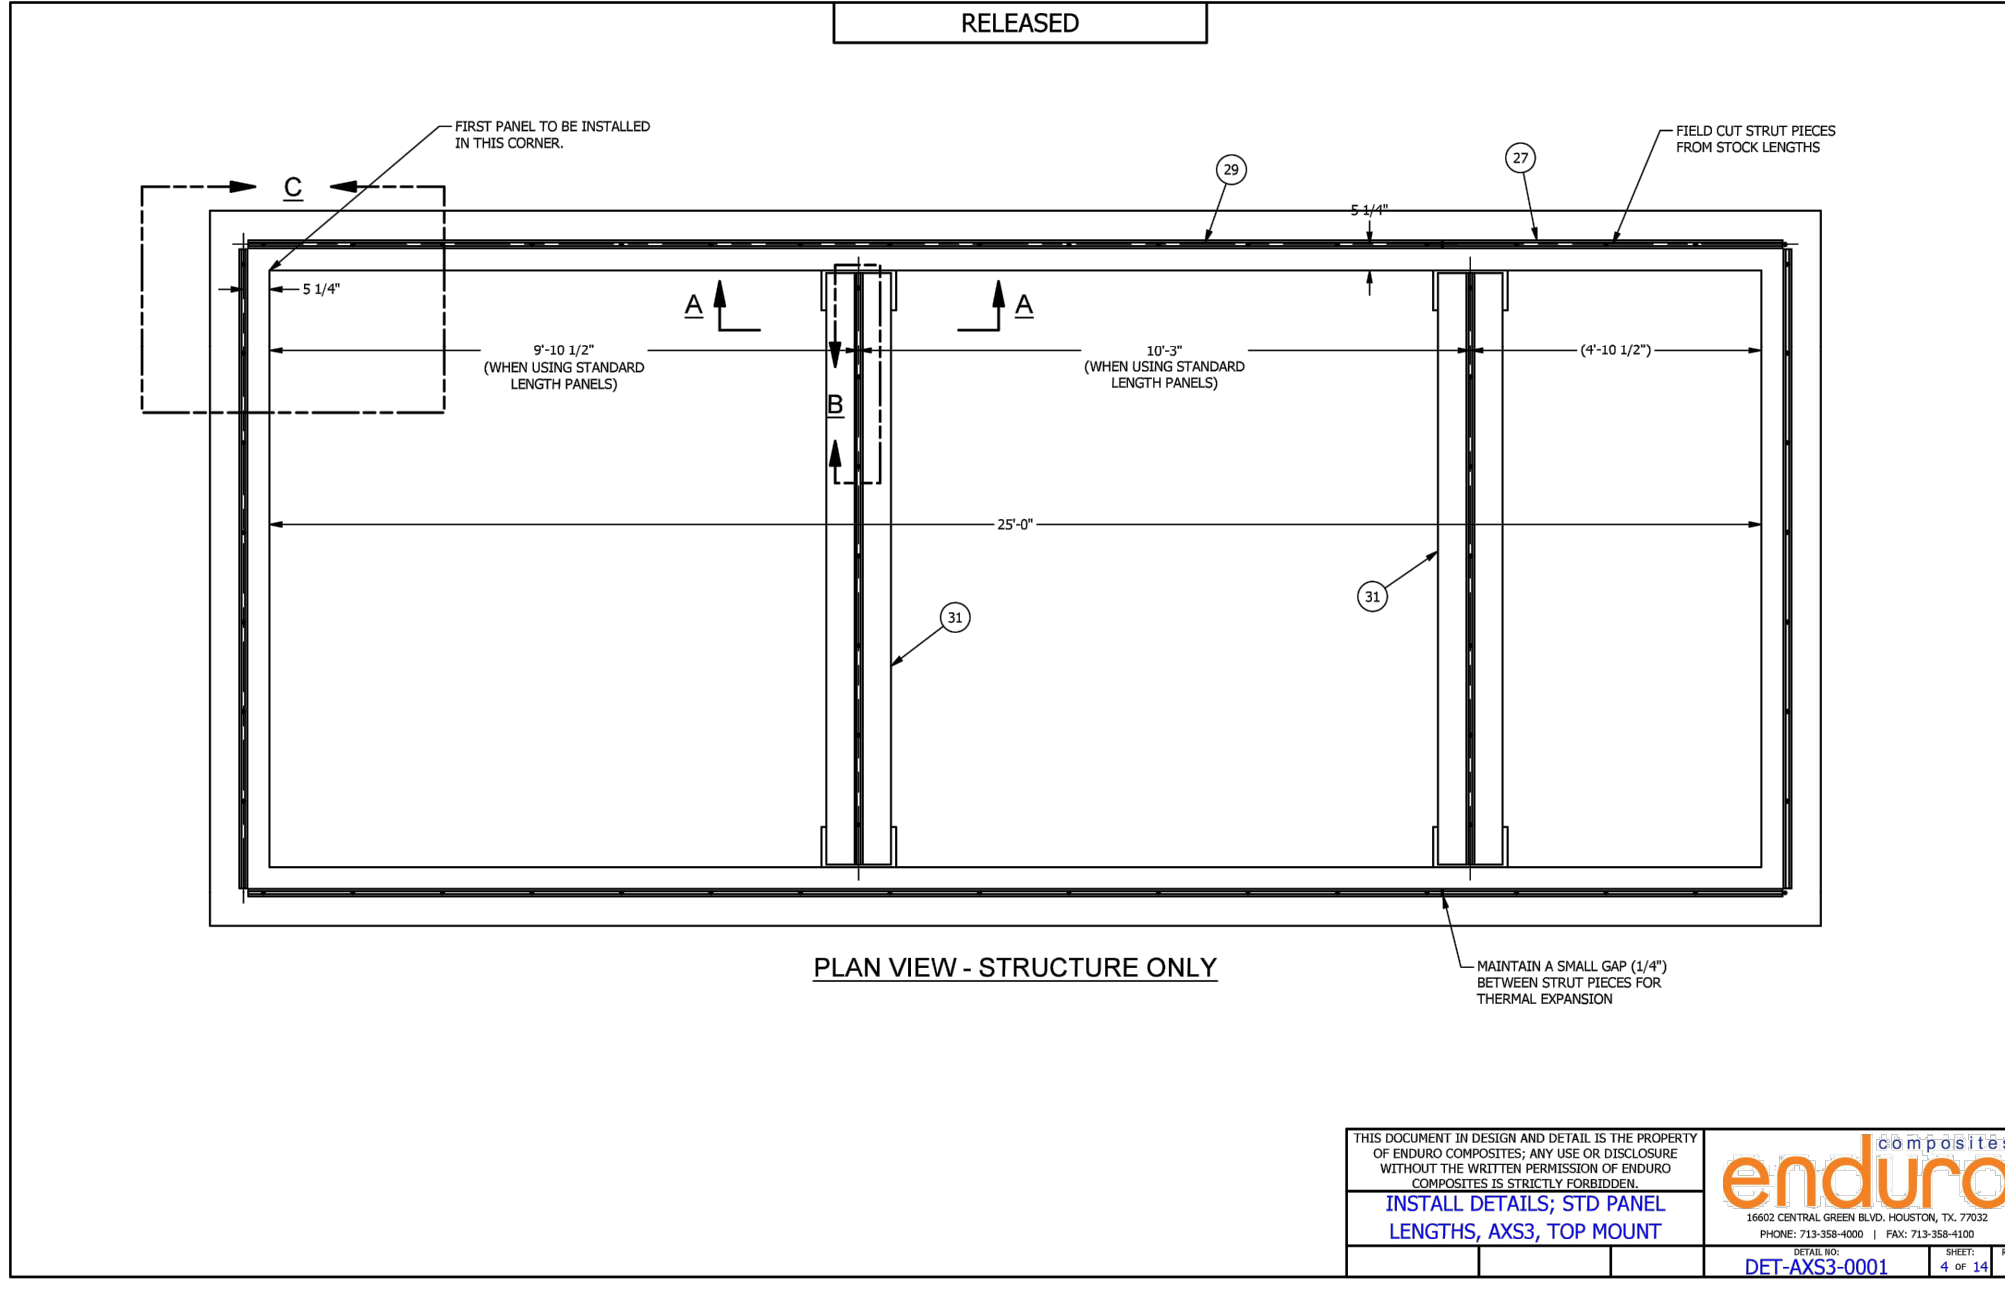 RELEASED
FIRST PANEL TO BE INSTALLED
IN THIS CORNER.
FIELD CUT STRUT PIECES
FROM STOCK LENGTHS
29
27
C
5 1/4"
5 1/4"
A
A
9'-10 1/2"
(WHEN USING STANDARD
LENGTH PANELS)
10'-3"
(WHEN USING STANDARD
LENGTH PANELS)
(4'-10 1/2")
B
25'-0"
31
31
PLAN VIEW - STRUCTURE ONLY
MAINTAIN A SMALL GAP (1/4")
BETWEEN STRUT PIECES FOR
THERMAL EXPANSION
THIS DOCUMENT IN DESIGN AND DETAIL IS THE PROPERTY
OF ENDURO COMPOSITES; ANY USE OR DISCLOSURE
WITHOUT THE WRITTEN PERMISSION OF ENDURO
COMPOSITES IS STRICTLY FORBIDDEN.
INSTALL DETAILS; STD PANEL
LENGTHS, AXS3, TOP MOUNT
composites
enduro
16602 CENTRAL GREEN BLVD. HOUSTON, TX. 77032
PHONE: 713-358-4000 | FAX: 713-358-4100
DETAIL NO:
DET-AXS3-0001
SHEET:
4 OF 14